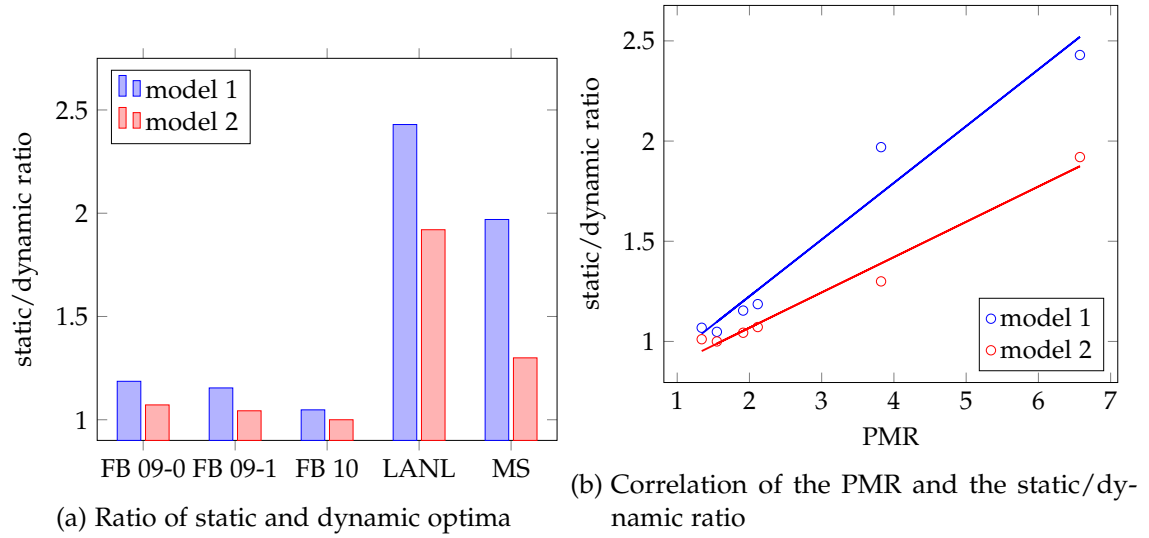 model 1
model 2
2.5
2
1.5
1
static/dynamic ratio
FB 09-0 FB 09-1 FB 10 LANL MS
(a) Ratio of static and dynamic optima
2.5
2
1.5
1
static/dynamic ratio
model 1
model 2
1 2 3 4 5 6 7
PMR
(b) Correlation of the PMR and the static/dy-
namic ratio